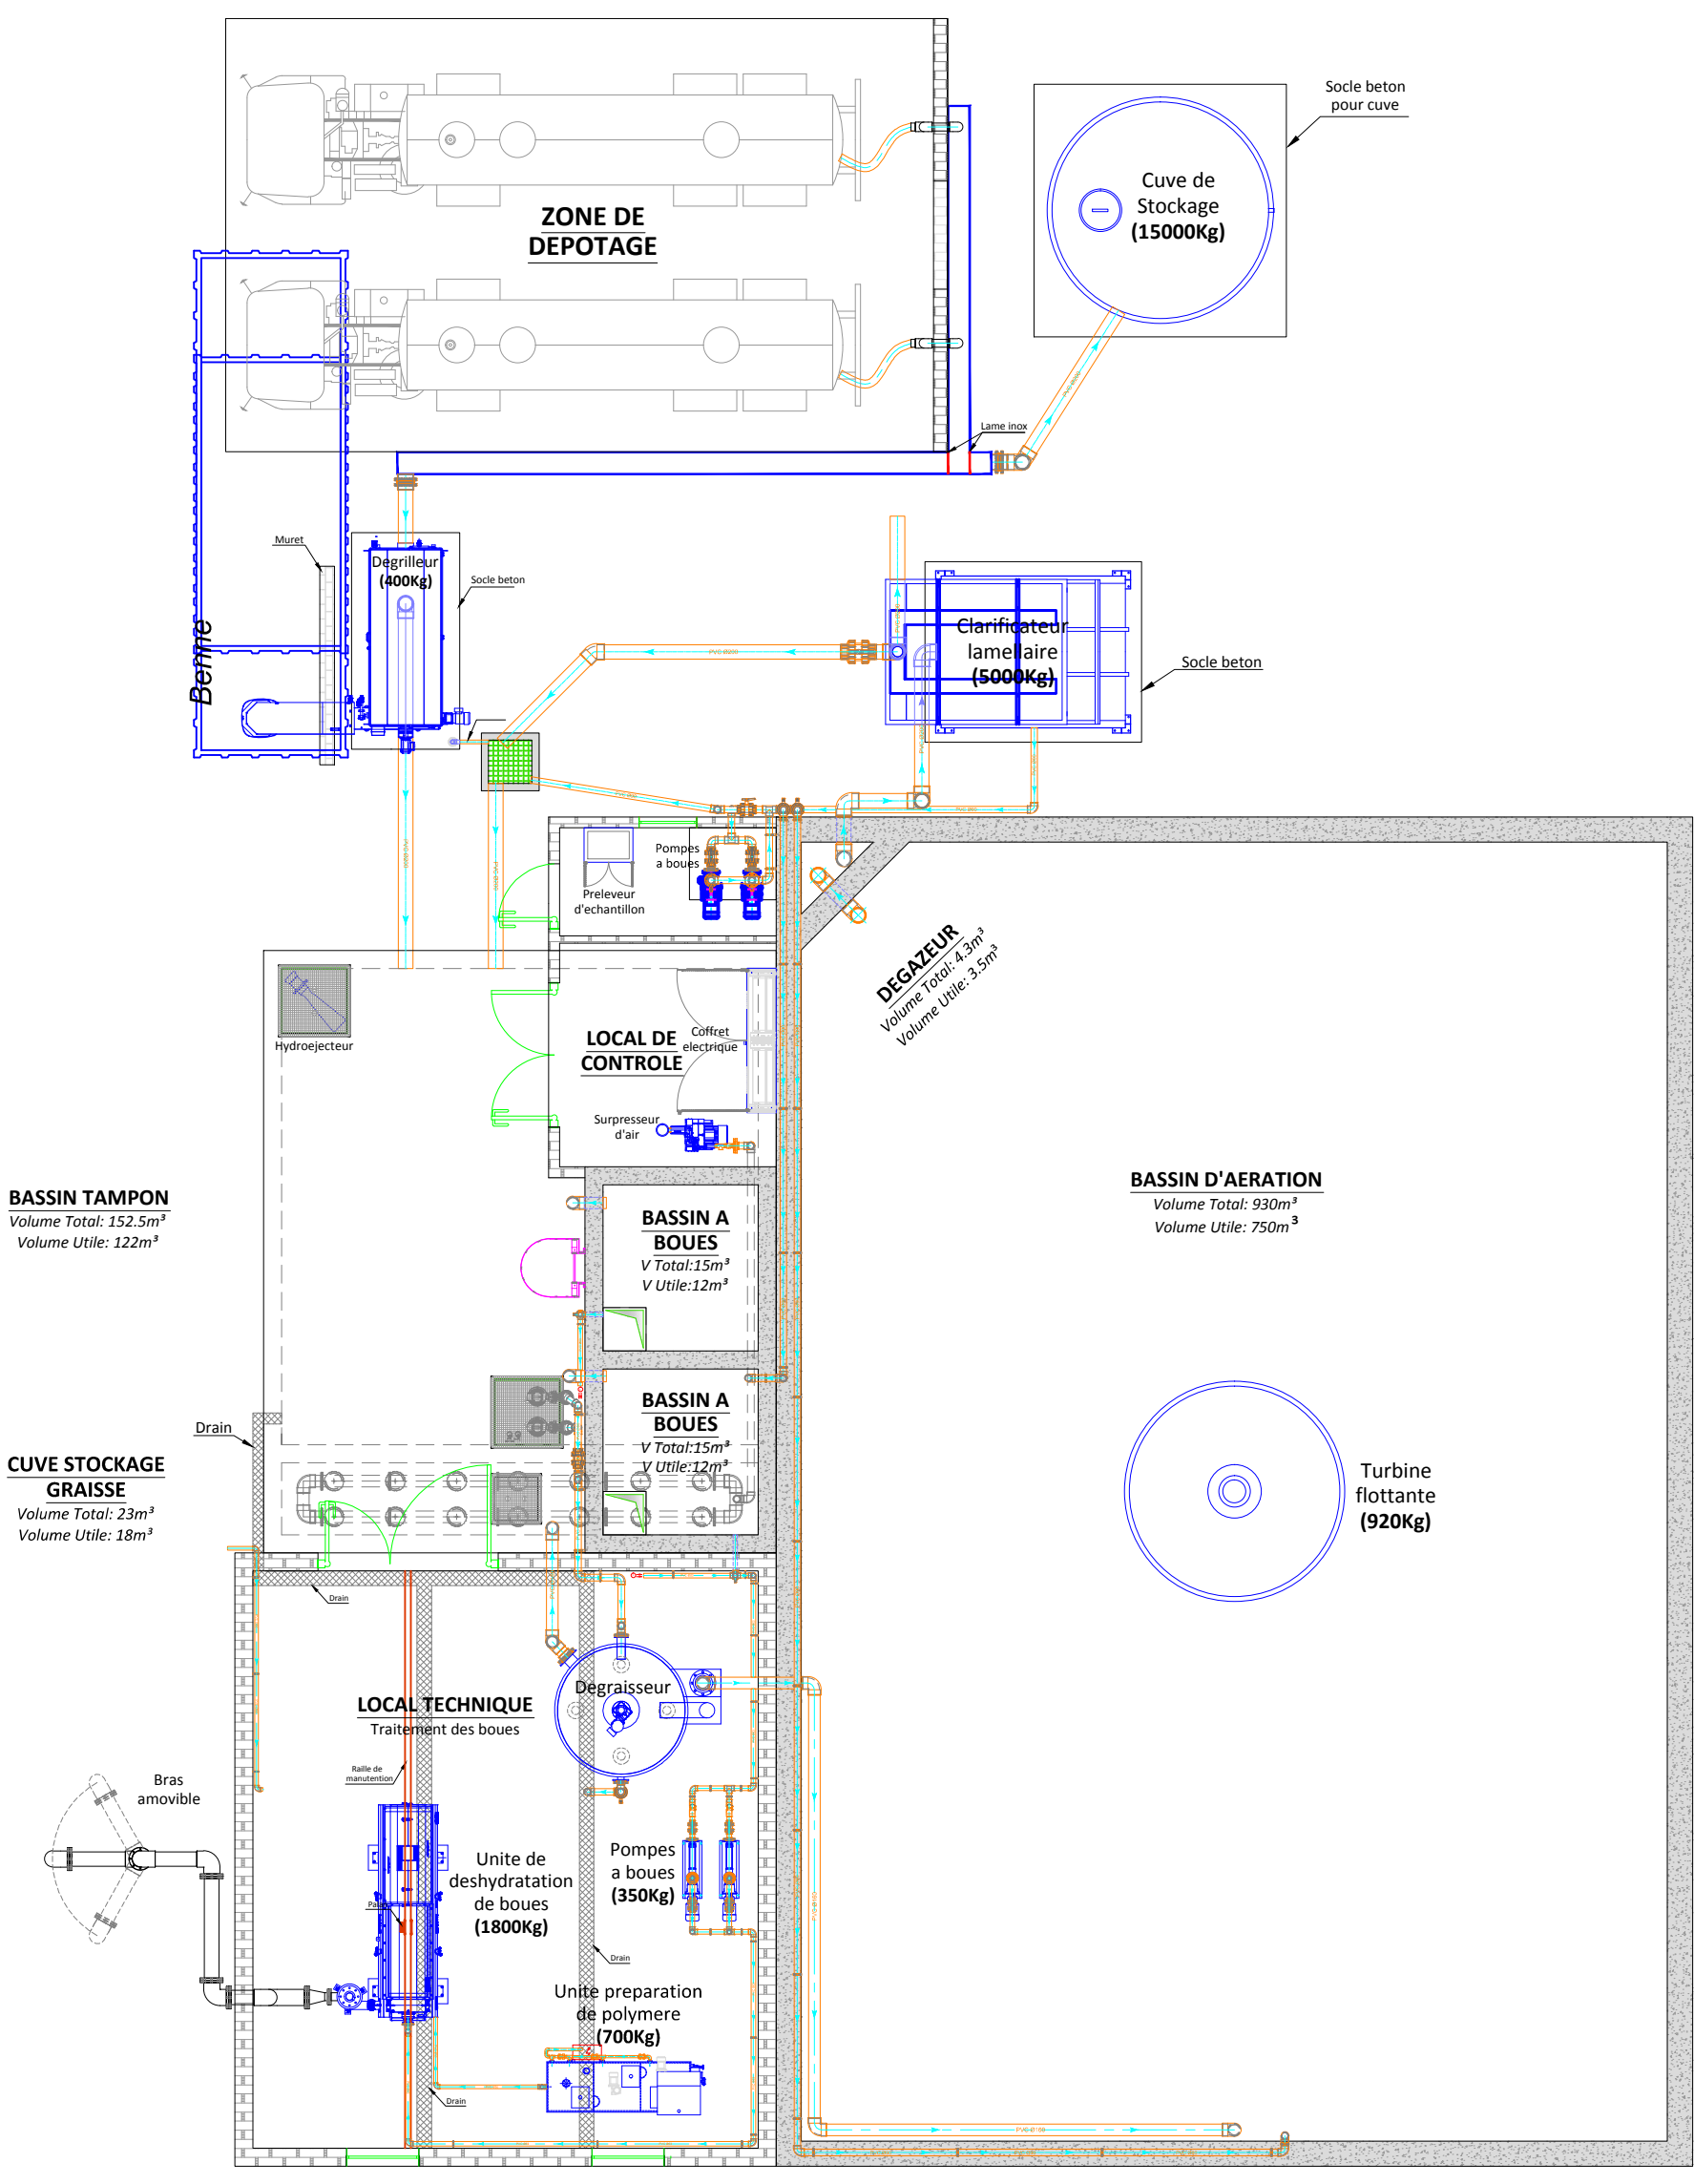 Socle beton
pour cuve
Cuve de
Stockage
(15000Kg)
ZONE DE
DEPOTAGE
PVC Ø200
Lame inox
Muret
Degrilleur
(400Kg)
Socle beton
Benne
PVC Ø200
Clarificateur
lamellaire
(5000Kg)
Socle beton
Pompes
a boues
Preleveur
d'echantillon
DEGAZEUR
Volume Total: 4.3m³
Volume Utile: 3.5m³
Hydroejecteur
LOCAL DE
CONTROLE
Coffret
electrique
Surpresseur
d'air
BASSIN TAMPON
Volume Total: 152.5m³
Volume Utile: 122m³
BASSIN A
BOUES
V Total:15m³
V Utile:12m³
BASSIN D'AERATION
Volume Total: 930m³
Volume Utile: 750m³
BASSIN A
BOUES
V Total:15m³
V Utile:12m³
Drain
CUVE STOCKAGE
GRAISSE
Volume Total: 23m³
Volume Utile: 18m³
Turbine
flottante
(920Kg)
Drain
Degraisseur
LOCAL TECHNIQUE
Traitement des boues
Raille de
manutention
Bras
amovible
Unite de
deshydratation
de boues
(1800Kg)
Pompes
a boues
(350Kg)
Drain
Unite preparation
de polymere
(700Kg)
Drain